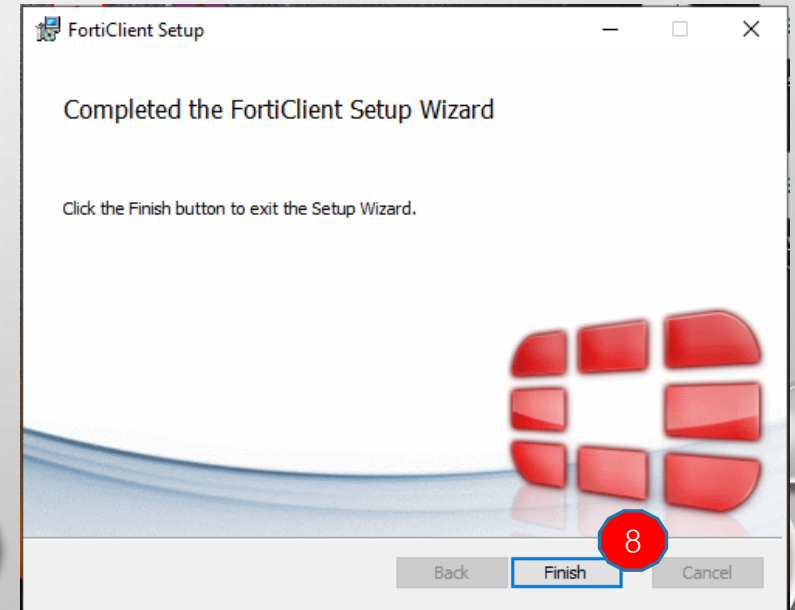 FortiClient Setup
Completed the FortiClient Setup Wizard
Click the Finish button to exit the Setup Wizard.
8
Back Finish Cancel